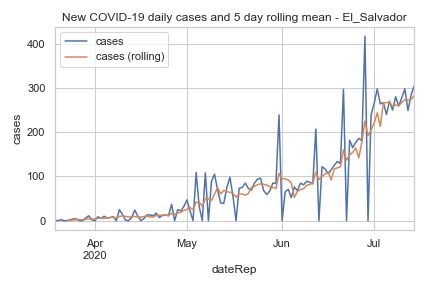 New COVID-19 daily cases and 5 day rolling mean - El_Salvador
cases
cases (rolling)
400
300
200
100
0
cases
Apr
2020
May
Jun
Jul
dateRep